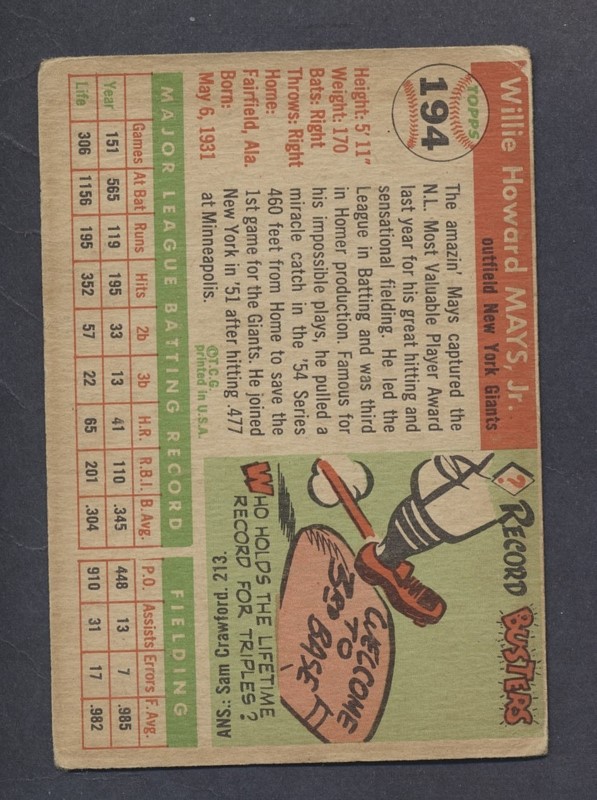 Willie Howard MAYS, Jr.
outfield New York Giants
TOPPS
194
Height: 5' 11"
Weight: 170
Bats: Right
Throws: Right
Home:
Fairfield, Ala.
Born:
May 6, 1931
The amazin' Mays captured the
N.L. Most Valuable Player Award
last year for his great hitting and
sensational fielding. He led the
League in Batting and was third
in Homer production. Famous for
his impossible plays, he pulled a
miracle catch in the '54 Series
460 feet from Home to save the
1st game for the Giants. He joined
New York in '51 after hitting .477
at Minneapolis.
© T.C.G.
printed in U.S.A.
? RECORD BUSTERS
WELCOME
TO
3RD BASE!!
WHO HOLDS THE LIFETIME
RECORD FOR TRIPLES?
ANS.: Sam Crawford, 213.
MAJOR LEAGUE BATTING RECORD FIELDING
Games At Bat Runs Hits 2b 3b H.R. R.B.I. B.Avg. P.O. Assists Errors F. Avg.
Year 151 565 119 195 33 13 41 110 .345 448 13 7 .985
Life 306 1156 195 352 57 22 65 201 .304 910 31 17 .982